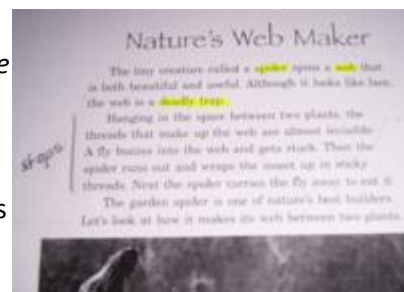 Nature's Web Maker
The tiny creature called a spider spins a web that
is both beautiful and useful. Although it looks like lace,
the web is a deadly trap.
Hanging in the space between two plants, the
threads that make up the web are almost invisible.
A fly buzzes into the web and gets stuck. Then the
spider runs out and wraps the insect up in sticky
threads. Next the spider carries the fly away to eat it.
The garden spider is one of nature's best builders.
Let's look at how it makes its web between two plants.
steps
e
s